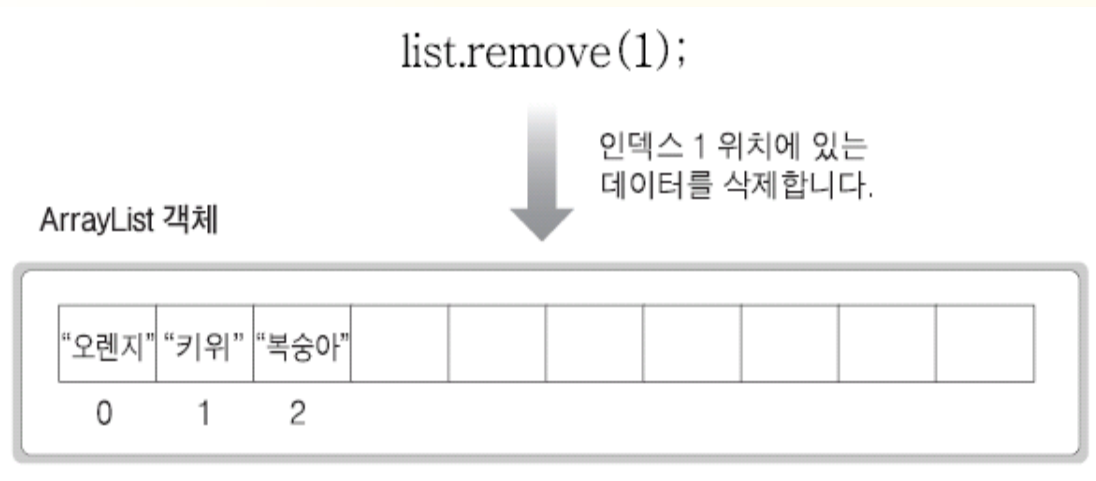 list.remove(1);
인덱스 1 위치에 있는
데이터를 삭제합니다.
ArrayList 객체
“오렌지” “키위” “복숭아”
0 1 2